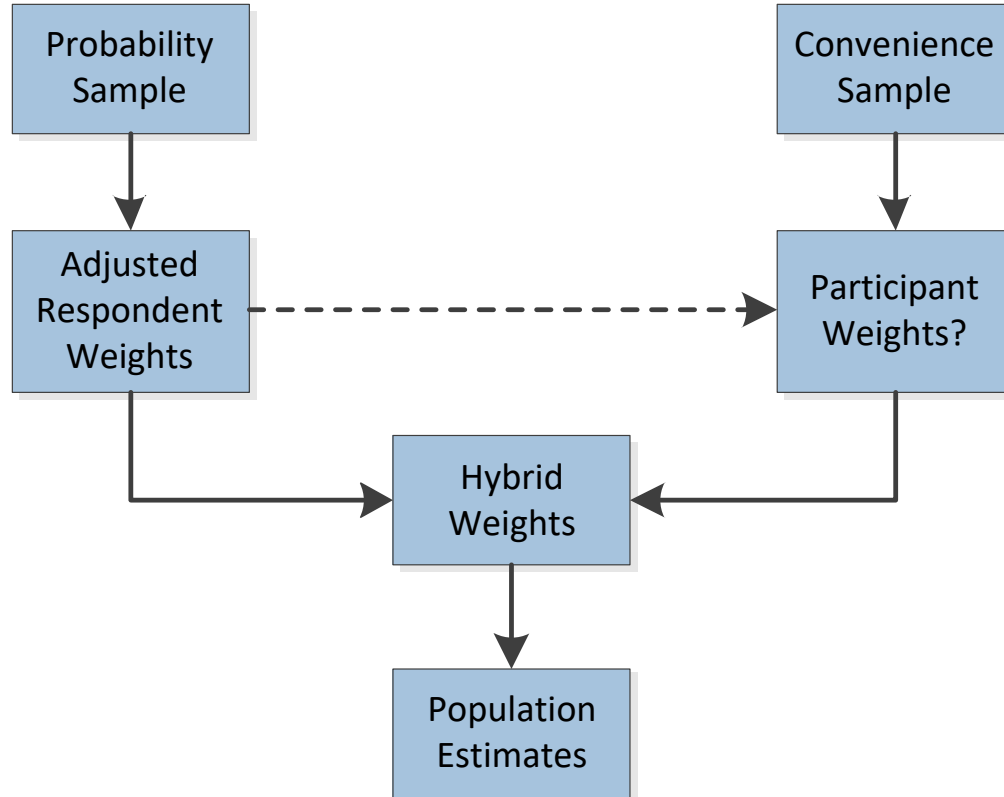 Probability
Sample
Convenience
Sample
Adjusted
Respondent
Weights
Participant
Weights?
Hybrid
Weights
Population
Estimates